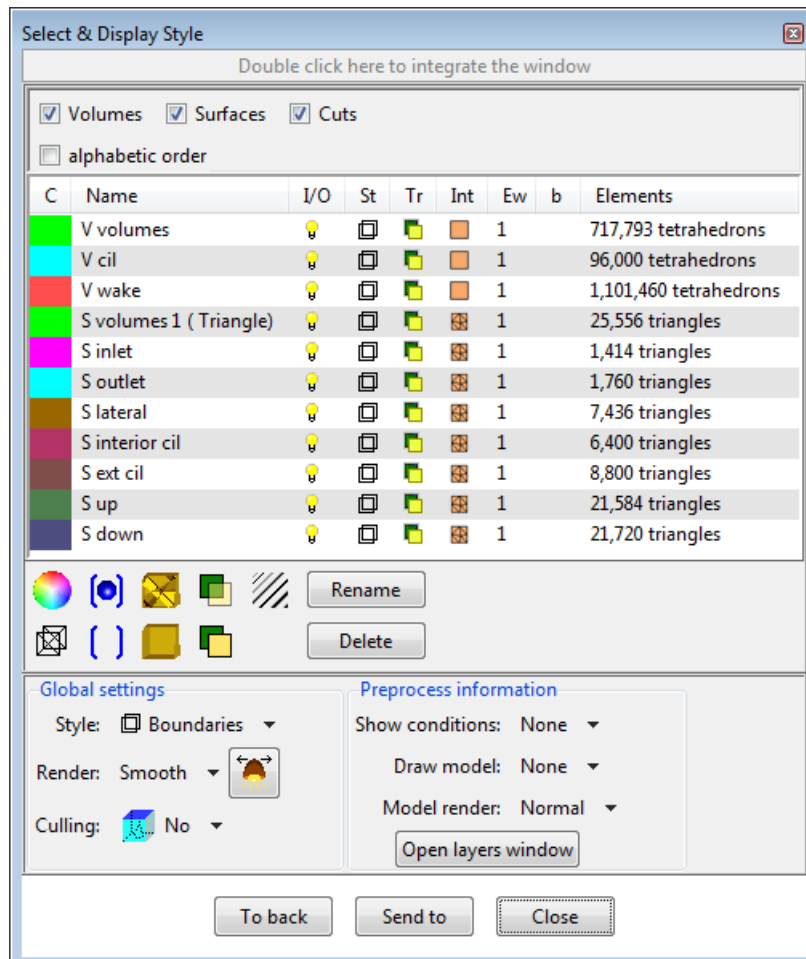 Select & Display Style
Double click here to integrate the window
Volumes Surfaces Cuts
alphabetic order
C Name I/O St Tr Int Ew b Elements
V volumes 1 717,793 tetrahedrons
V cil 1 96,000 tetrahedrons
V wake 1 1,101,460 tetrahedrons
S volumes 1 ( Triangle) 1 25,556 triangles
S inlet 1 1,414 triangles
S outlet 1 1,760 triangles
S lateral 1 7,436 triangles
S interior cil 1 6,400 triangles
S ext cil 1 8,800 triangles
S up 1 21,584 triangles
S down 1 21,720 triangles
Rename
Delete
Global settings
Style: Boundaries
Render: Smooth
Culling: No
Preprocess information
Show conditions: None
Draw model: None
Model render: Normal
Open layers window
To back Send to Close